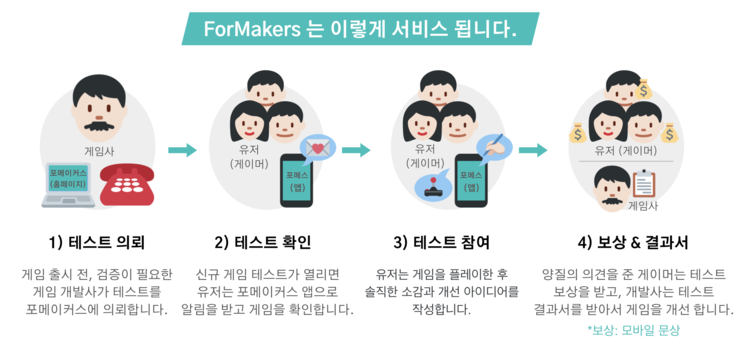 ForMakers 는 이렇게 서비스 됩니다.
게임사
포메이커스
(홈페이지)
유저
(게이머)
포메스
(앱)
유저
(게이머)
포메스
(앱)
유저 (게이머)
게임사
1) 테스트 의뢰
게임 출시 전, 검증이 필요한
게임 개발사가 테스트를
포메이커스에 의뢰합니다.
2) 테스트 확인
신규 게임 테스트가 열리면
유저는 포메이커스 앱으로
알림을 받고 게임을 확인합니다.
3) 테스트 참여
유저는 게임을 플레이한 후
솔직한 소감과 개선 아이디어를
작성합니다.
4) 보상 & 결과서
양질의 의견을 준 게이머는 테스트
보상을 받고, 개발사는 테스트
결과서를 받아서 게임을 개선 합니다.
*보상: 모바일 문상